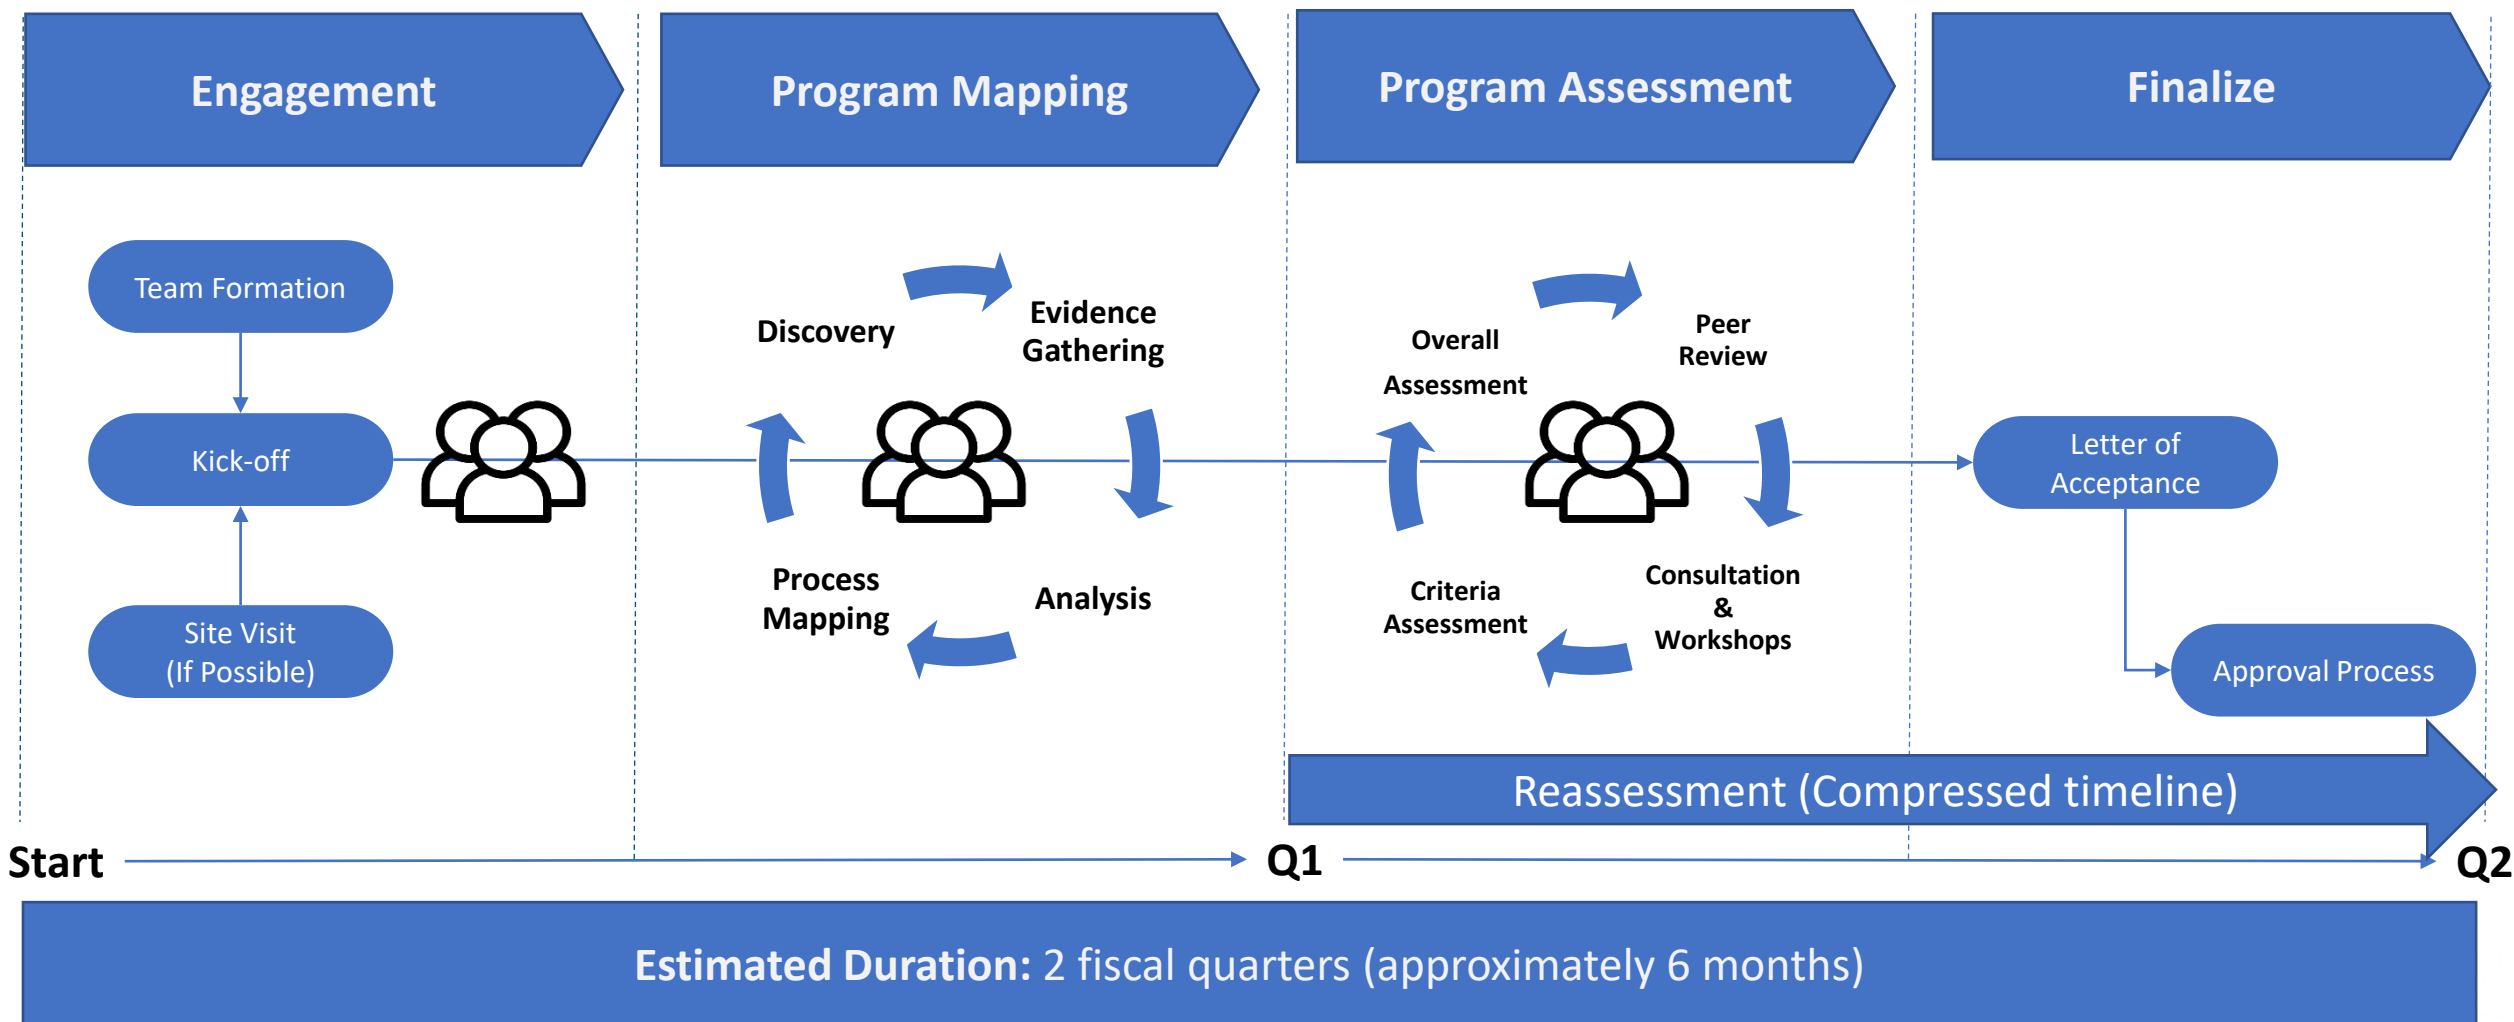 Engagement
Program Mapping
Program Assessment
Finalize
Team Formation
Kick-off
Site Visit
(If Possible)
Discovery
Evidence
Gathering
Analysis
Process
Mapping
Overall
Assessment
Peer
Review
Consultation
&
Workshops
Criteria
Assessment
Letter of
Acceptance
Approval Process
Reassessment (Compressed timeline)
Start
Q1
Q2
Estimated Duration: 2 fiscal quarters (approximately 6 months)